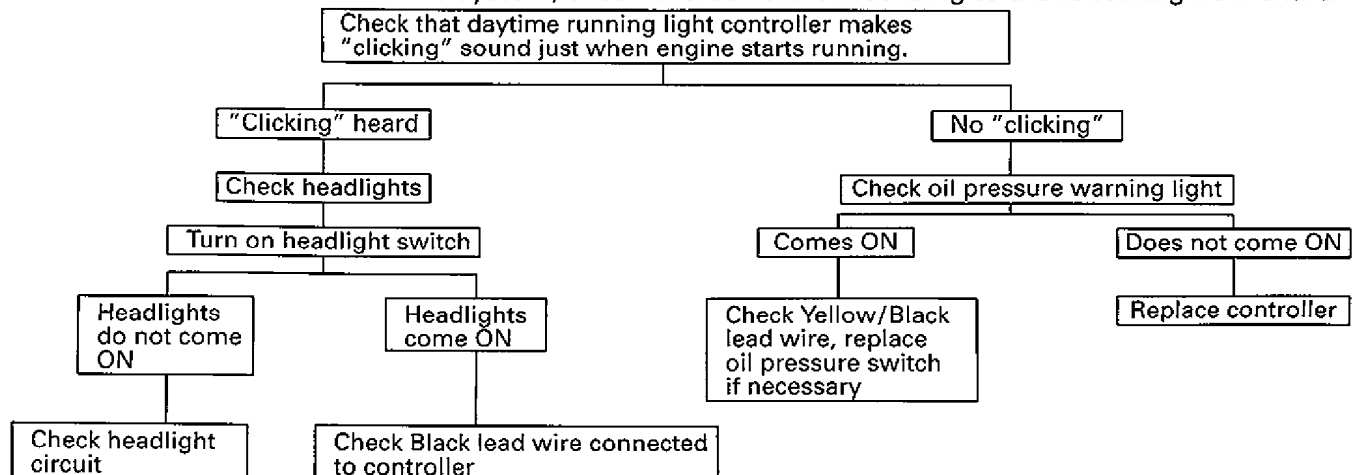 Check that daytime running light controller makes
"clicking" sound just when engine starts running.
"Clicking" heard
No "clicking"
Check headlights
Check oil pressure warning light
Turn on headlight switch
Comes ON
Does not come ON
Headlights
do not come
ON
Headlights
come ON
Check Yellow/Black
lead wire, replace
oil pressure switch
if necessary
Replace controller
Check headlight
circuit
Check Black lead wire connected
to controller